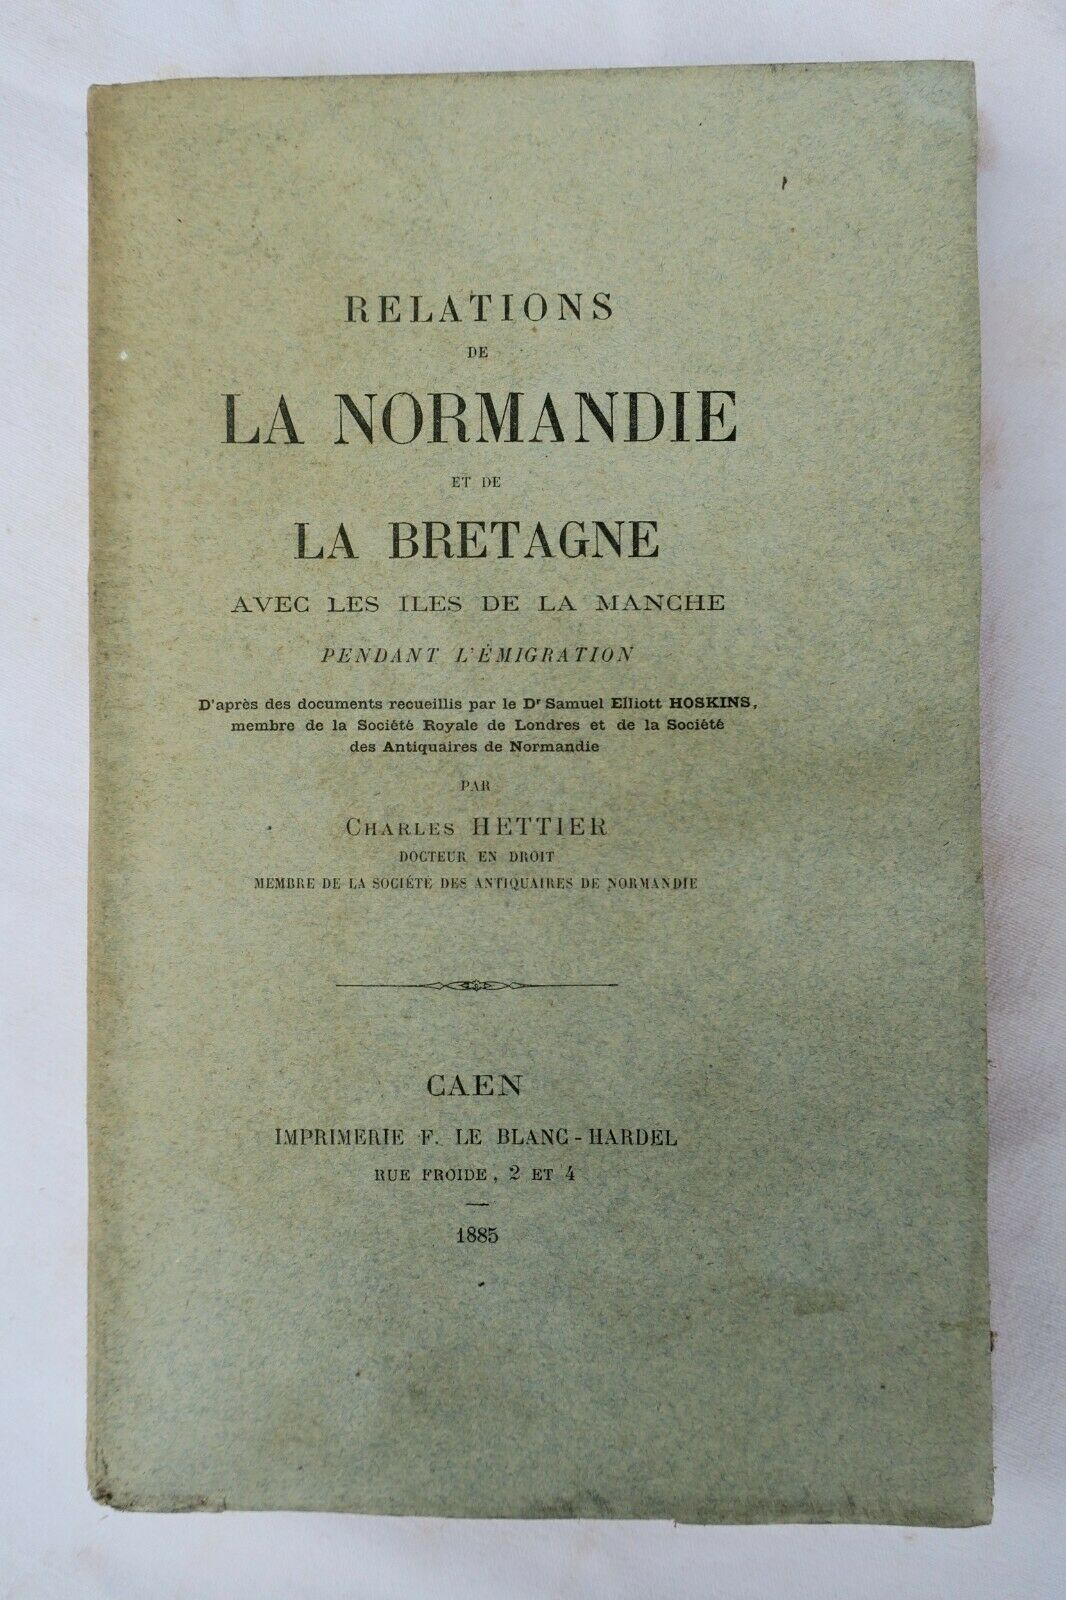 RELATIONS
DE
LA NORMANDIE
ET DE
LA BRETAGNE
AVEC LES ILES DE LA MANCHE
PENDANT L'ÉMIGRATION
D'après des documents recueillis par le Dr Samuel Elliott HOSKINS,
membre de la Société Royale de Londres et de la Société
des Antiquaires de Normandie
PAR
CHARLES HETTIER
DOCTEUR EN DROIT
MEMBRE DE LA SOCIÉTÉ DES ANTIQUAIRES DE NORMANDIE
CAEN
IMPRIMERIE F. LE BLANC-HARDEL
RUE FROIDE, 2 ET 4
1885